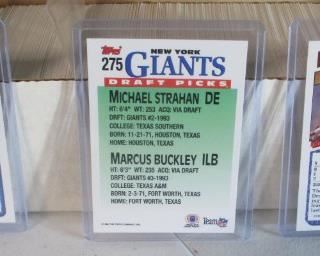 Topps
NEW YORK
275 GIANTS
DRAFT PICKS
MICHAEL STRAHAN DE
HT: 6'4" WT: 253 ACQ: VIA DRAFT
DRFT: GIANTS #2-1993
COLLEGE: TEXAS SOUTHERN
BORN: 11-21-71, HOUSTON, TEXAS
HOME: HOUSTON, TEXAS
MARCUS BUCKLEY ILB
HT: 6'3" WT: 235 ACQ: VIA DRAFT
DRFT: GIANTS #3-1993
COLLEGE: TEXAS A&M
BORN: 2-3-71, FORT WORTH, TEXAS
HOME: FORT WORTH, TEXAS
Team NFL